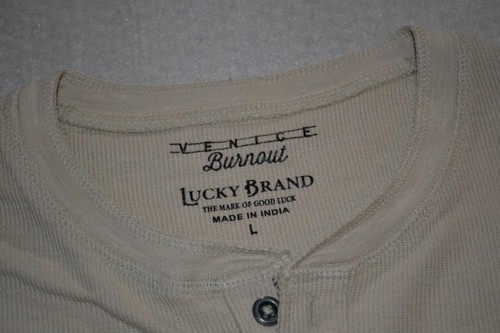 VENICE
Burnout
LUCKY BRAND
THE MARK OF GOOD LUCK
MADE IN INDIA
L